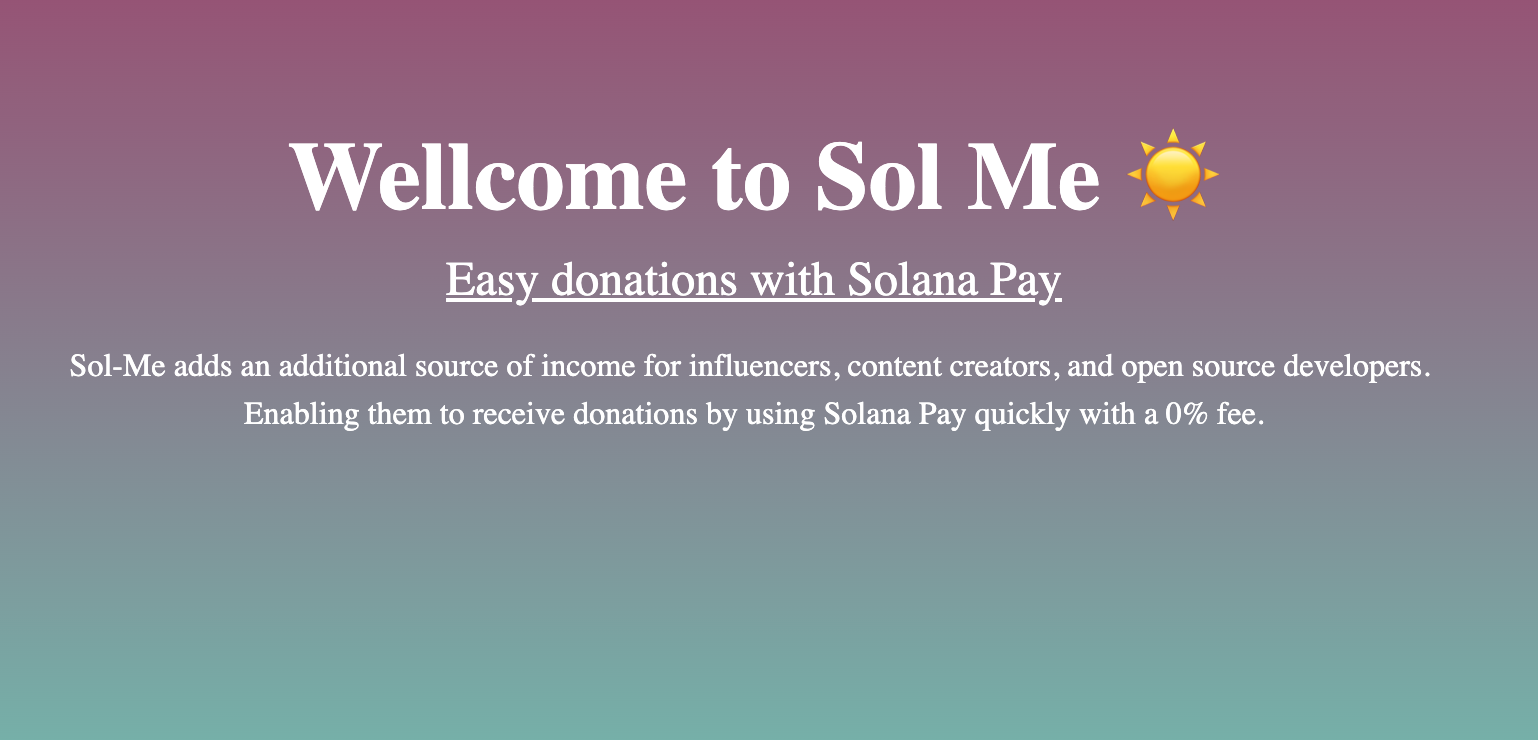 Wellcome to Sol Me ☀️
Easy donations with Solana Pay
Sol-Me adds an additional source of income for influencers, content creators, and open source developers.
Enabling them to receive donations by using Solana Pay quickly with a 0% fee.